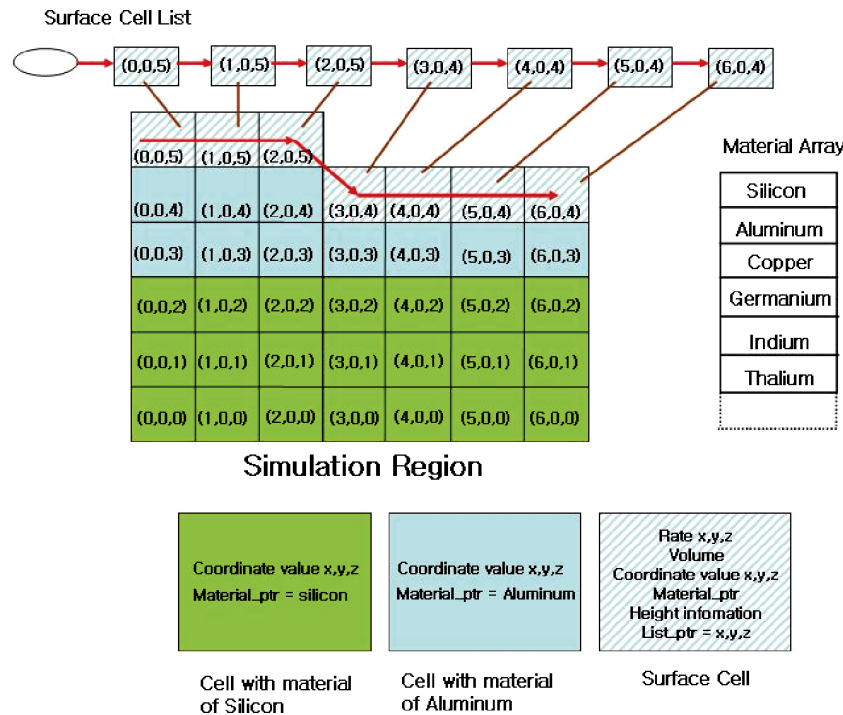 Surface Cell List
(0,0,5) (1,0,5) (2,0,5) (3,0,4) (4,0,4) (5,0,4) (6,0,4)
(0,0,5) (1,0,5) (2,0,5)
(0,0,4) (1,0,4) (2,0,4) (3,0,4) (4,0,4) (5,0,4) (6,0,4)
(0,0,3) (1,0,3) (2,0,3) (3,0,3) (4,0,3) (5,0,3) (6,0,3)
(0,0,2) (1,0,2) (2,0,2) (3,0,2) (4,0,2) (5,0,2) (6,0,2)
(0,0,1) (1,0,1) (2,0,1) (3,0,1) (4,0,1) (5,0,1) (6,0,1)
(0,0,0) (1,0,0) (2,0,0) (3,0,0) (4,0,0) (5,0,0) (6,0,0)
Simulation Region
Material Array
Silicon
Aluminum
Copper
Germanium
Indium
Thalium
Coordinate value x,y,z
Material_ptr = silicon
Cell with material
of Silicon
Coordinate value x,y,z
Material_ptr = Aluminum
Cell with material
of Aluminum
Rate x,y,z
Volume
Coordinate value x,y,z
Material_ptr
Height infomation
List_ptr = x,y,z
Surface Cell